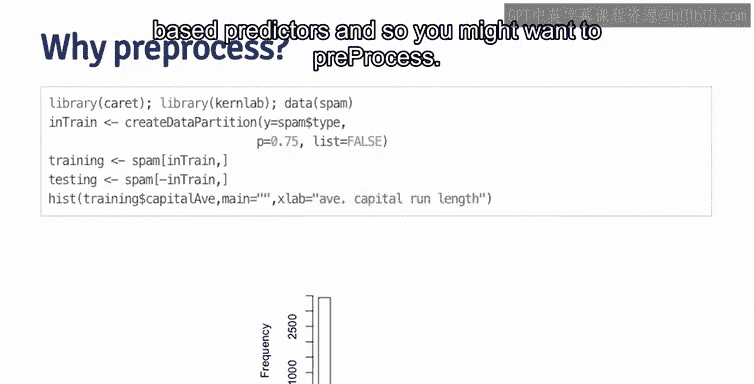 based predictors and so you might want to
preProcess.
Why preprocess?
library(caret); library(kernlab); data(spam)
inTrain <- createDataPartition(y=spam$type,
p=0.75, list=FALSE)
training <- spam[inTrain,]
testing <- spam[-inTrain,]
hist(training$capitalAve,main="",xlab="ave. capital run length")
Frequency
2500
1000